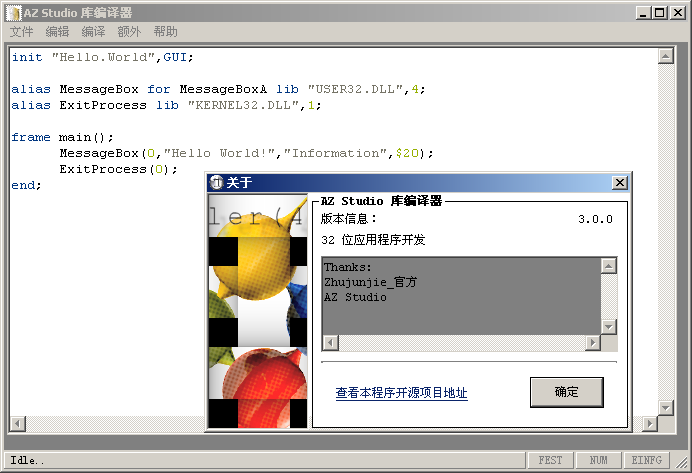 AZ Studio 库编译器
文件 编辑 编译 额外 帮助
init "Hello.World",GUI;
alias MessageBox for MessageBoxA lib "USER32.DLL",4;
alias ExitProcess lib "KERNEL32.DLL",1;
frame main();
MessageBox(0,"Hello World!","Information",$20);
ExitProcess(0);
end;
关于
ler(4
AZ Studio 库编译器
版本信息： 3.0.0
32 位应用程序开发
Thanks:
Zhujunjie_官方
AZ Studio
查看本程序开源项目地址
确定
Idle.. FEST NUM EINFG